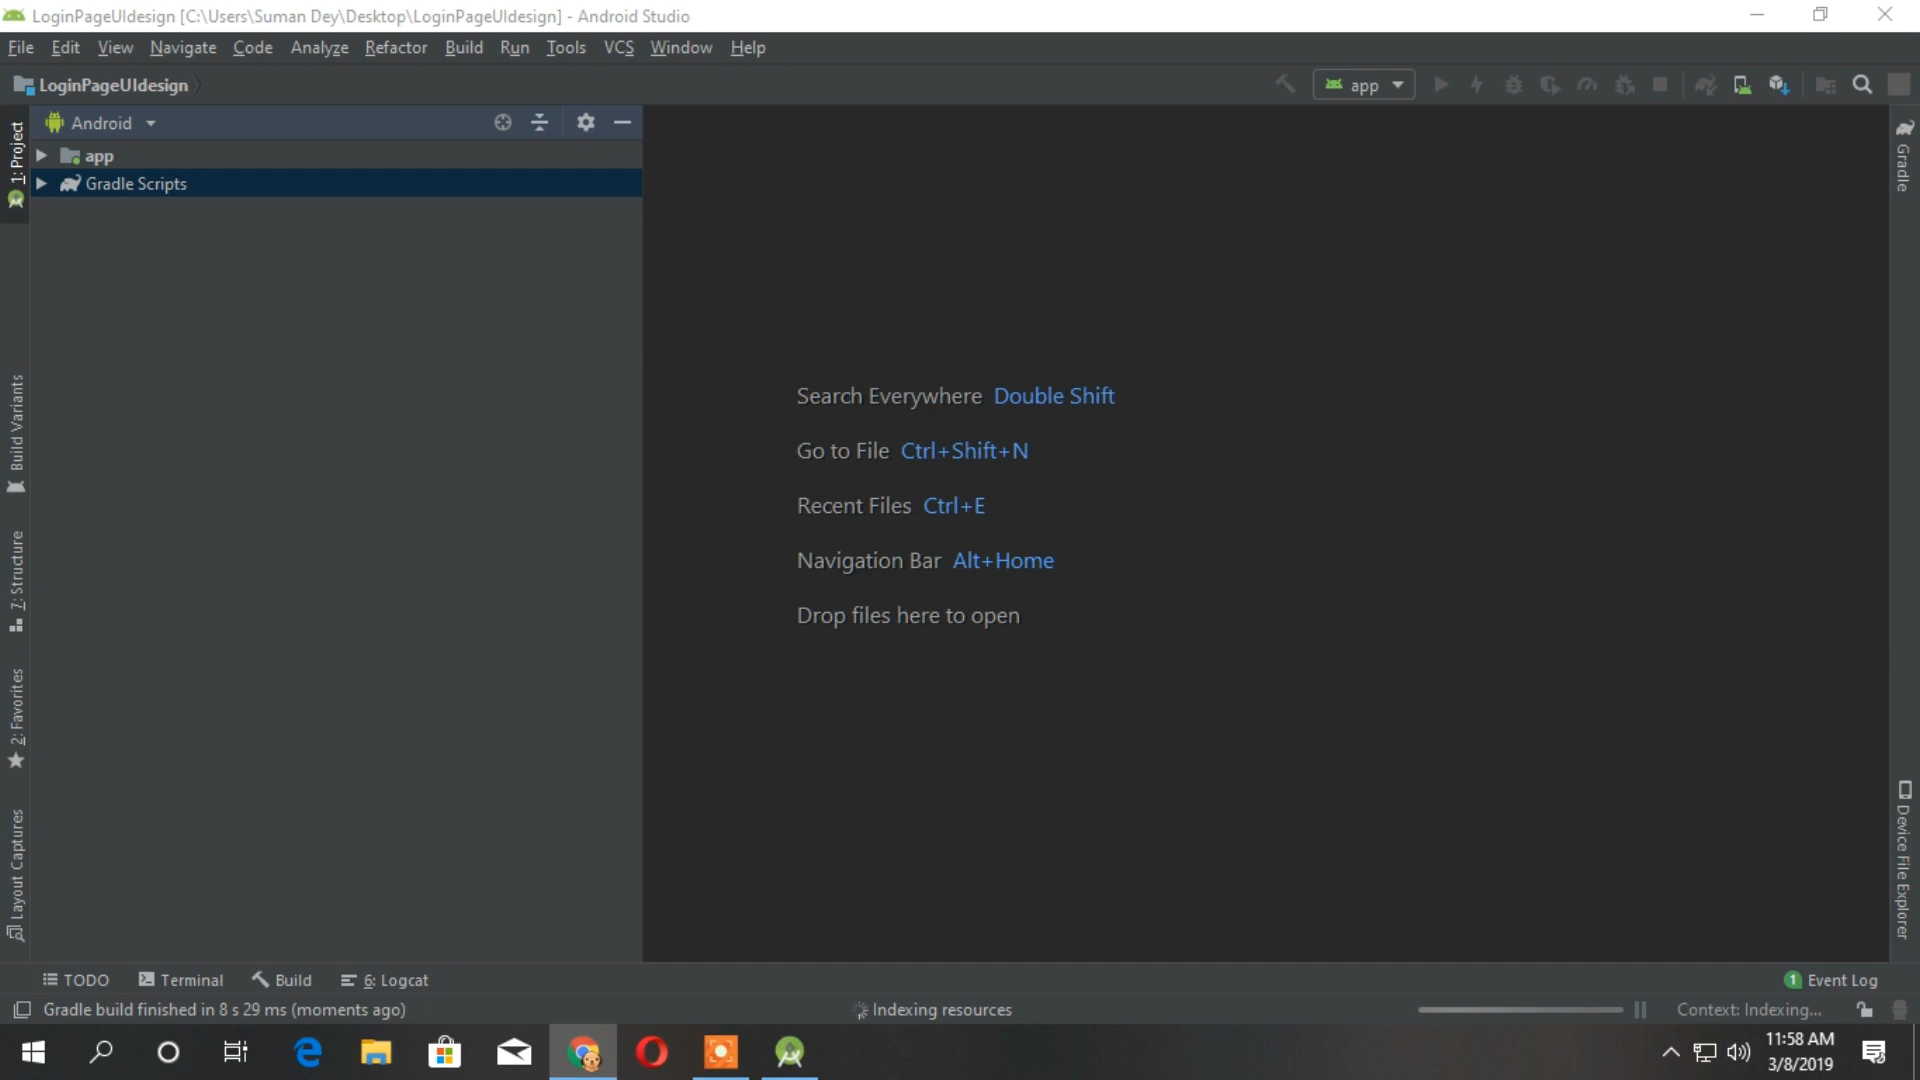 LoginPageUIdesign [C:\Users\Suman Dey\Desktop\LoginPageUIdesign] - Android Studio
File Edit View Navigate Code Analyze Refactor Build Run Tools VCS Window Help
LoginPageUIdesign
app
Android
app
Gradle Scripts
1: Project
Build Variants
7: Structure
2: Favorites
Layout Captures
Search Everywhere Double Shift
Go to File Ctrl+Shift+N
Recent Files Ctrl+E
Navigation Bar Alt+Home
Drop files here to open
Gradle
Device File Explorer
TODO Terminal Build 6: Logcat
1 Event Log
Gradle build finished in 8 s 29 ms (moments ago)
Indexing resources
Context: Indexing...
11:58 AM
3/8/2019